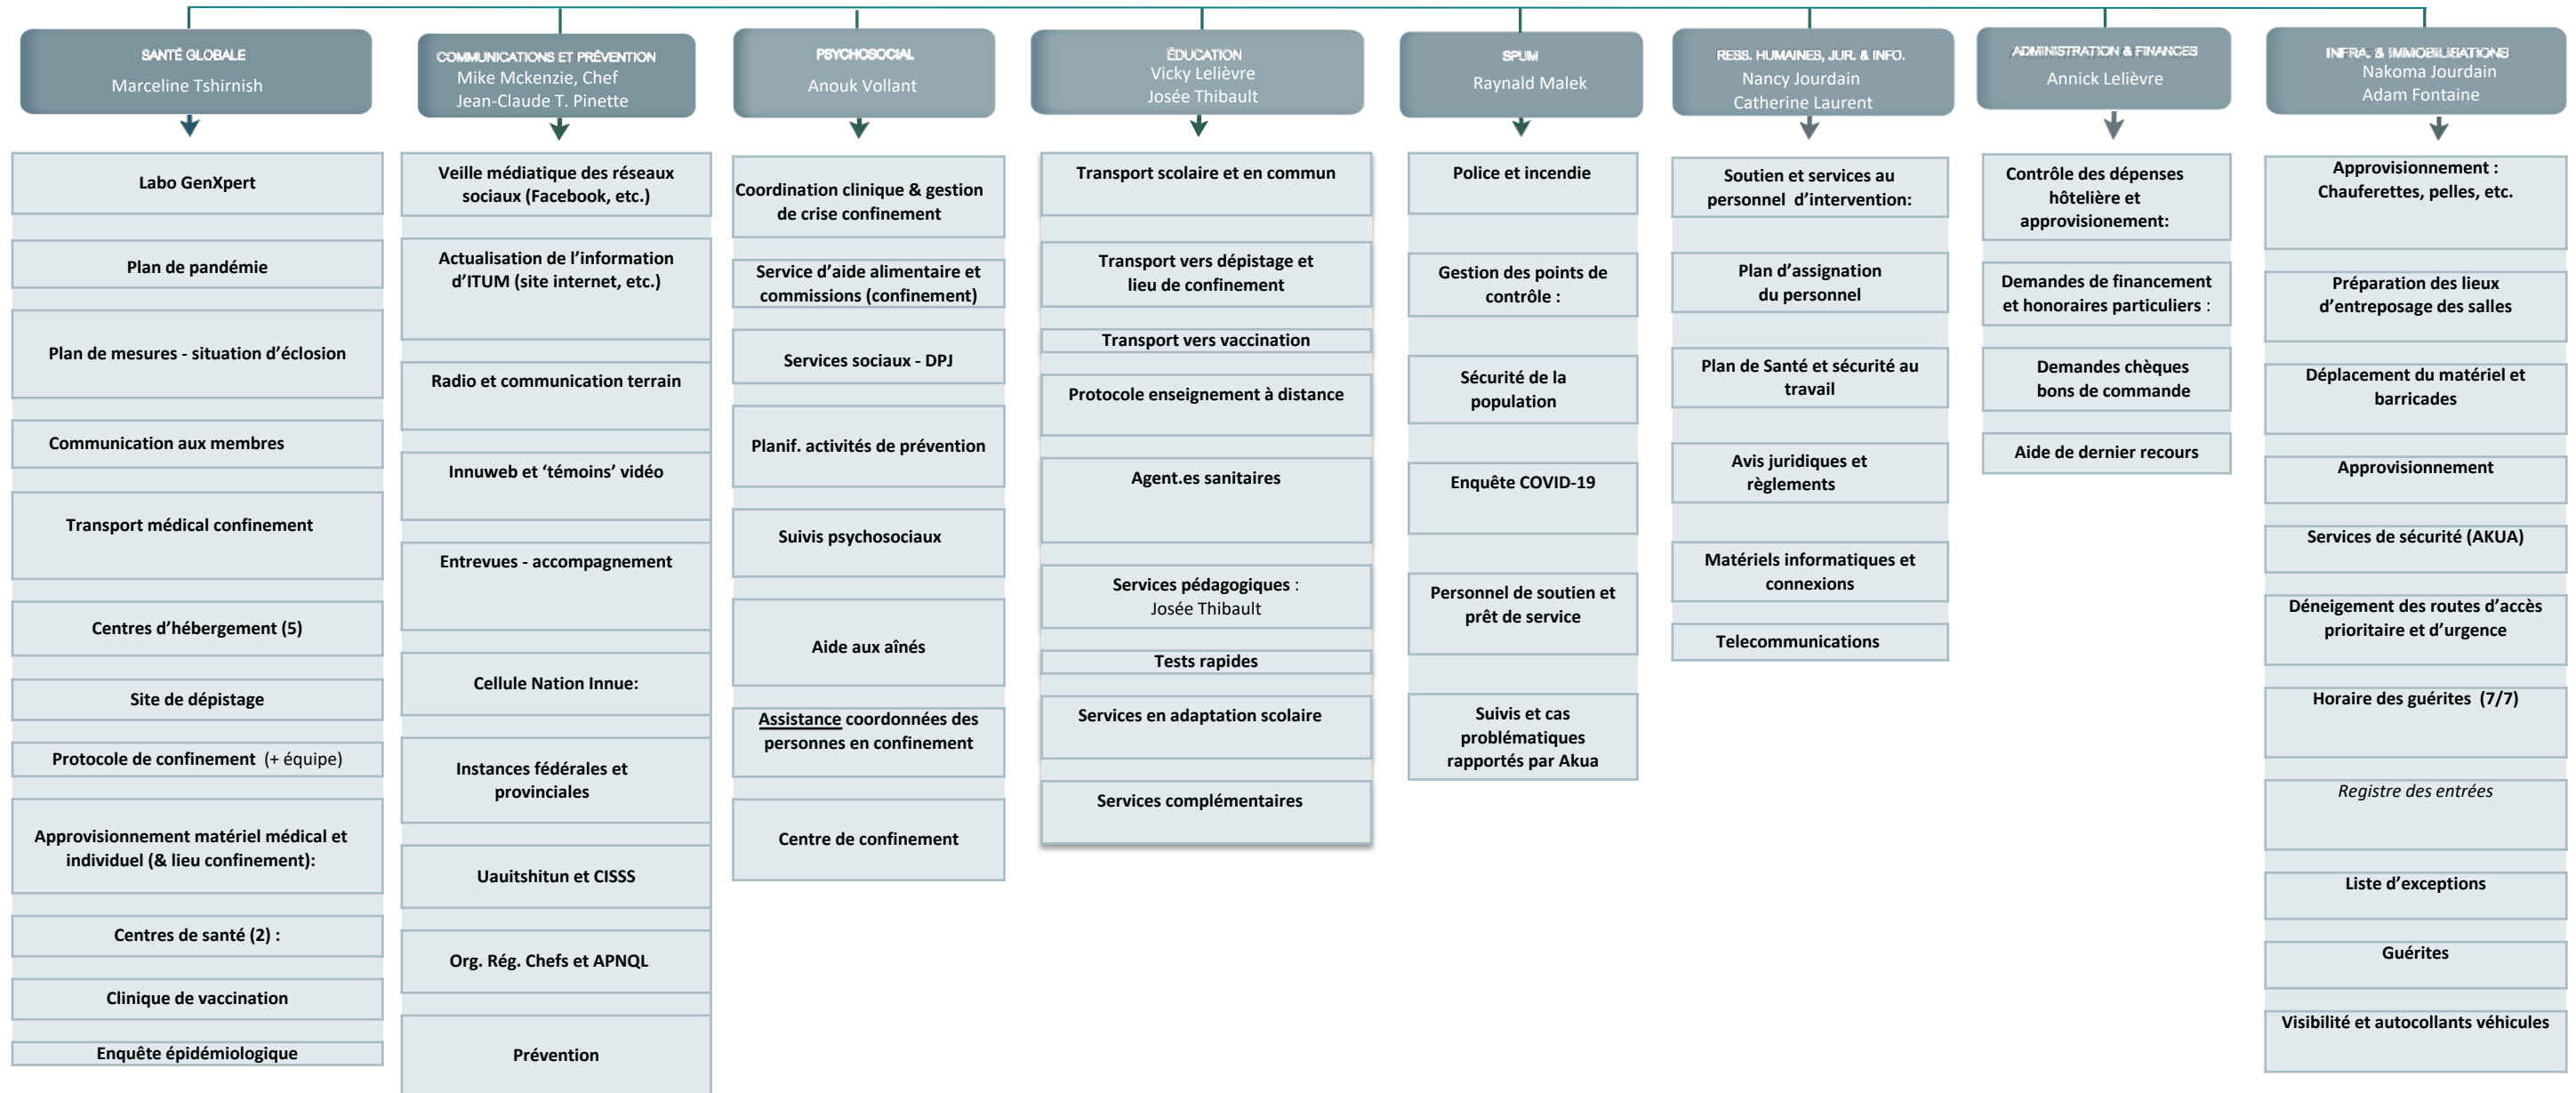 SANTÉ GLOBALE
Marceline Tshirnish
Labo GenXpert
Plan de pandémie
Plan de mesures - situation d’éclosion
Communication aux membres
Transport médical confinement
Centres d’hébergement (5)
Site de dépistage
Protocole de confinement (+ équipe)
Approvisionnement matériel médical et
individuel (& lieu confinement):
Centres de santé (2) :
Clinique de vaccination
Enquête épidémiologique
COMMUNICATIONS ET PRÉVENTION
Mike Mckenzie, Chef
Jean-Claude T. Pinette
Veille médiatique des réseaux
sociaux (Facebook, etc.)
Actualisation de l’information
d’ITUM (site internet, etc.)
Radio et communication terrain
Innuweb et ‘témoins’ vidéo
Entrevues - accompagnement
Cellule Nation Innue:
Instances fédérales et
provinciales
Uauitshitun et CISSS
Org. Rég. Chefs et APNQL
Prévention
PSYCHOSOCIAL
Anouk Vollant
Coordination clinique & gestion
de crise confinement
Service d’aide alimentaire et
commissions (confinement)
Services sociaux - DPJ
Planif. activités de prévention
Suivis psychosociaux
Aide aux aînés
Assistance coordonnées des
personnes en confinement
Centre de confinement
ÉDUCATION
Vicky Lelièvre
Josée Thibault
Transport scolaire et en commun
Transport vers dépistage et
lieu de confinement
Transport vers vaccination
Protocole enseignement à distance
Agent.es sanitaires
Services pédagogiques :
Josée Thibault
Tests rapides
Services en adaptation scolaire
Services complémentaires
SPUM
Raynald Malek
Police et incendie
Gestion des points de
contrôle :
Sécurité de la
population
Enquête COVID-19
Personnel de soutien et
prêt de service
Suivis et cas
problématiques
rapportés par Akua
RESS. HUMAINES, JUR. & INFO.
Nancy Jourdain
Catherine Laurent
Soutien et services au
personnel d’intervention:
Plan d’assignation
du personnel
Plan de Santé et sécurité au
travail
Avis juridiques et
règlements
Matériels informatiques et
connexions
Telecommunications
ADMINISTRATION & FINANCES
Annick Lelièvre
Contrôle des dépenses
hôtelière et
approvisionement:
Demandes de financement
et honoraires particuliers :
Demandes chèques
bons de commande
Aide de dernier recours
INFRA. & IMMOBILISATIONS
Nakoma Jourdain
Adam Fontaine
Approvisionnement :
Chauferettes, pelles, etc.
Préparation des lieux
d’entreposage des salles
Déplacement du matériel et
barricades
Approvisionnement
Services de sécurité (AKUA)
Déneigement des routes d’accès
prioritaire et d’urgence
Horaire des guérites (7/7)
Registre des entrées
Liste d’exceptions
Guérites
Visibilité et autocollants véhicules